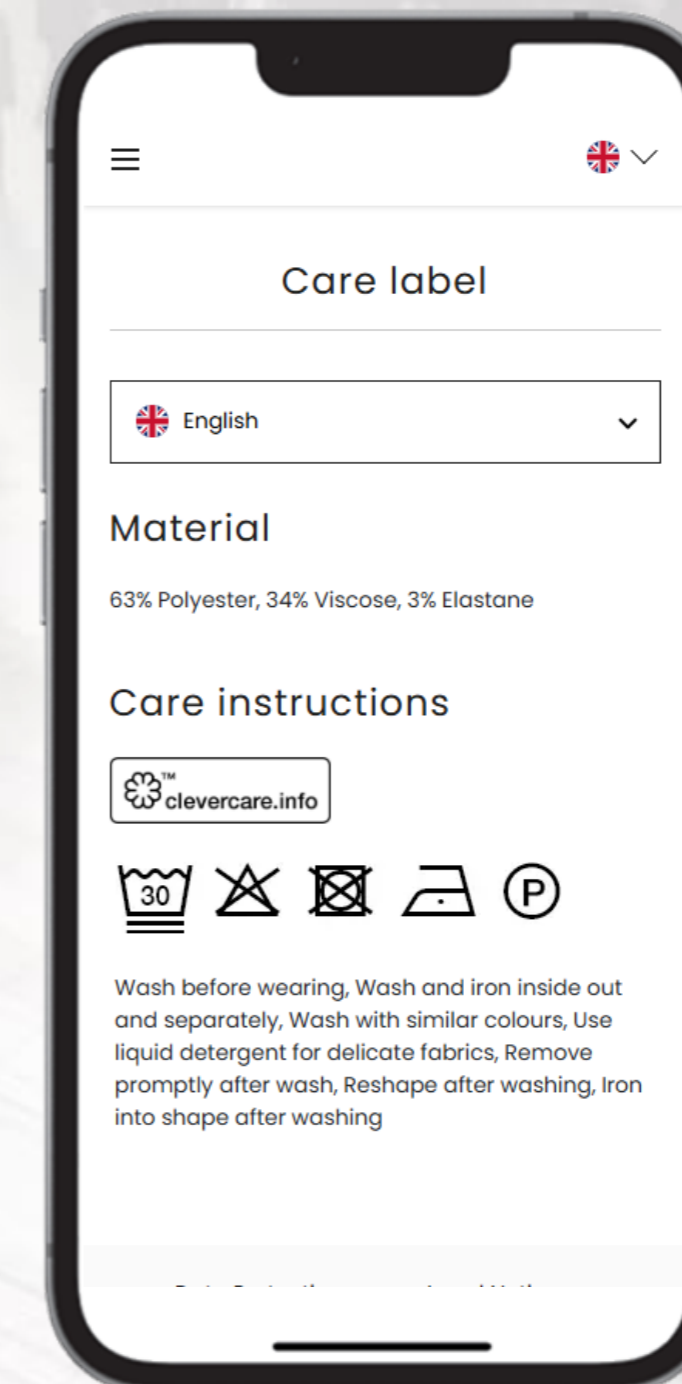 Care label
English
Material
63% Polyester, 34% Viscose, 3% Elastane
Care instructions
™
clevercare.info
30
P
Wash before wearing, Wash and iron inside out
and separately, Wash with similar colours, Use
liquid detergent for delicate fabrics, Remove
promptly after wash, Reshape after washing, Iron
into shape after washing